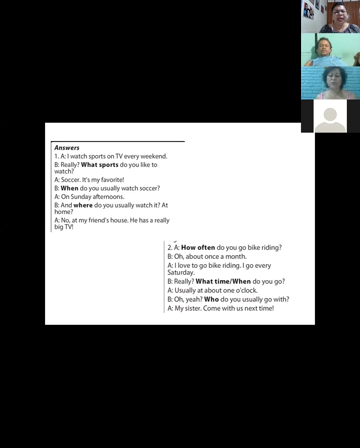 Answers
1. A: I watch sports on TV every weekend.
B: Really? What sports do you like to
watch?
A: Soccer. It's my favorite!
B: When do you usually watch soccer?
A: On Sunday afternoons.
B: And where do you usually watch it? At
home?
A: No, at my friend's house. He has a really
big TV!
2. A: How often do you go bike riding?
B: Oh, about once a month.
A: I love to go bike riding. I go every
Saturday.
B: Really? What time/When do you go?
A: Usually at about one o'clock.
B: Oh, yeah? Who do you usually go with?
A: My sister. Come with us next time!